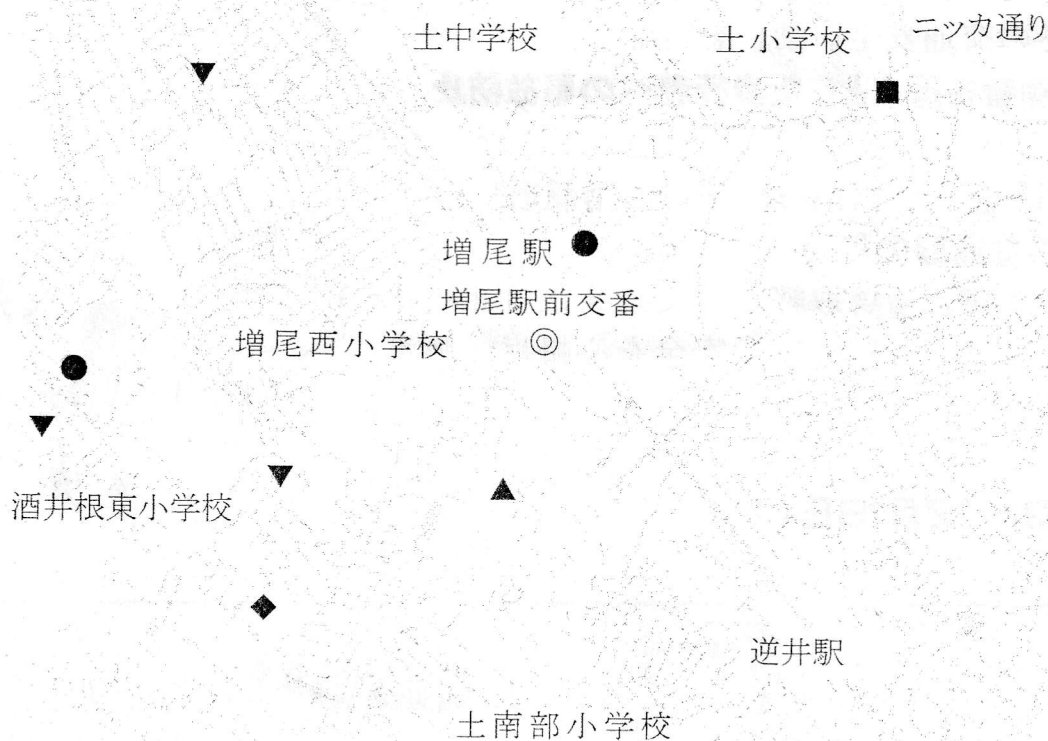 ニッカ通り
土中学校
土小学校
増尾駅
増尾駅前交番
増尾西小学校
酒井根東小学校
逆井駅
土南部小学校